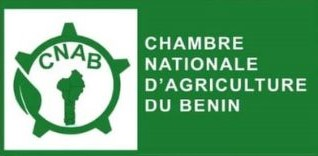 CNAB
CHAMBRE
NATIONALE
D'AGRICULTURE
DU BENIN